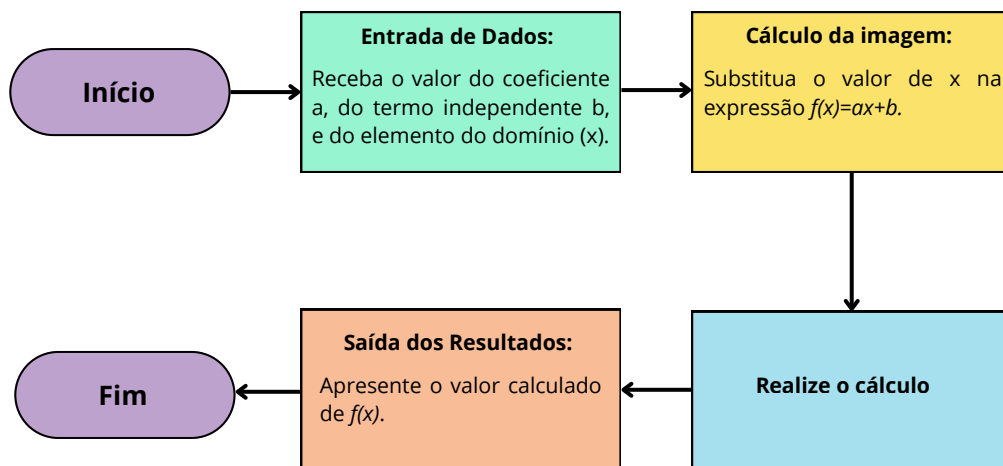 Início
Entrada de Dados:
Receba o valor do coeficiente
a, do termo independente b,
e do elemento do domínio (x).
Cálculo da imagem:
Substitua o valor de x na
expressão f(x)=ax+b.
Realize o cálculo
Saída dos Resultados:
Apresente o valor calculado
de f(x).
Fim